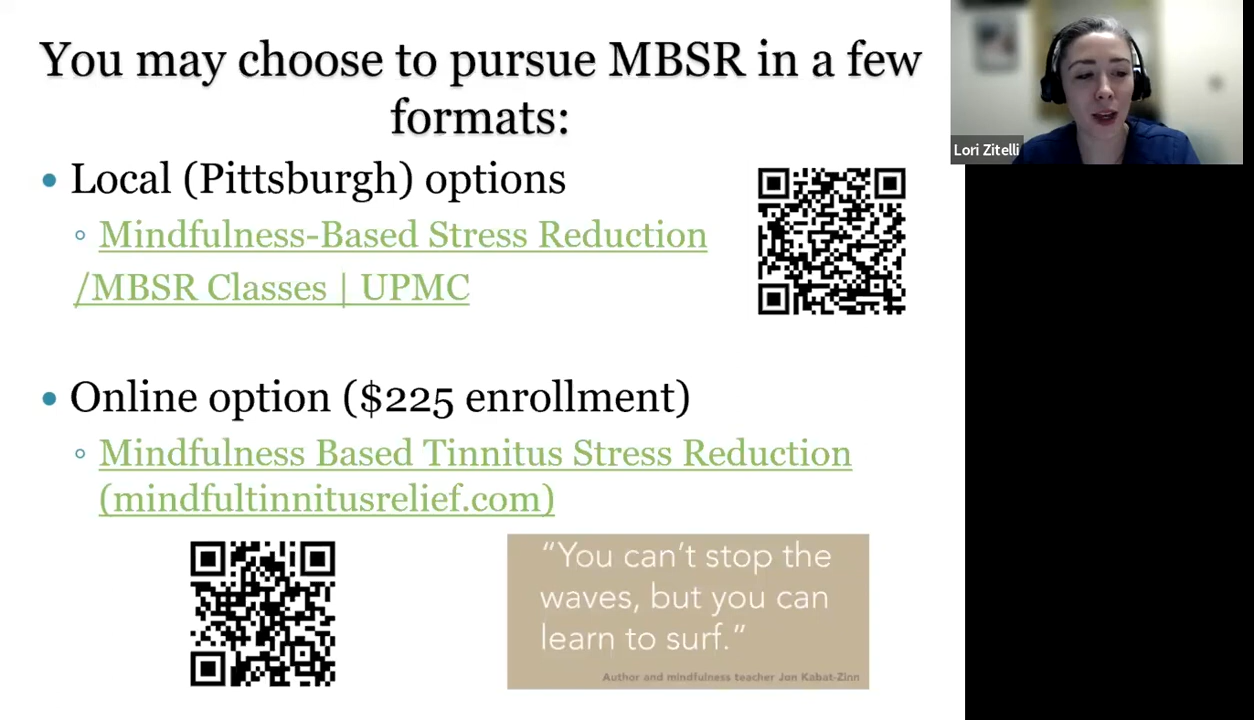 You may choose to pursue MBSR in a few
formats:
• Local (Pittsburgh) options
◦ Mindfulness-Based Stress Reduction
/MBSR Classes | UPMC
• Online option ($225 enrollment)
◦ Mindfulness Based Tinnitus Stress Reduction
(mindfultinnitusrelief.com)
“You can’t stop the
waves, but you can
learn to surf.”
Author and mindfulness teacher Jon Kabat-Zinn
Lori Zitelli